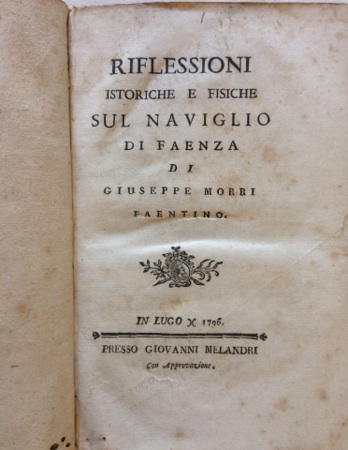 RIFLESSIONI
ISTORICHE E FISICHE
SUL NAVIGLIO
DI FAENZA
DI
GIUSEPPE MORRI
FAENTINO.
IN LUGO )( 1796.
PRESSO GIOVANNI MELANDRI
Con Approvazione.